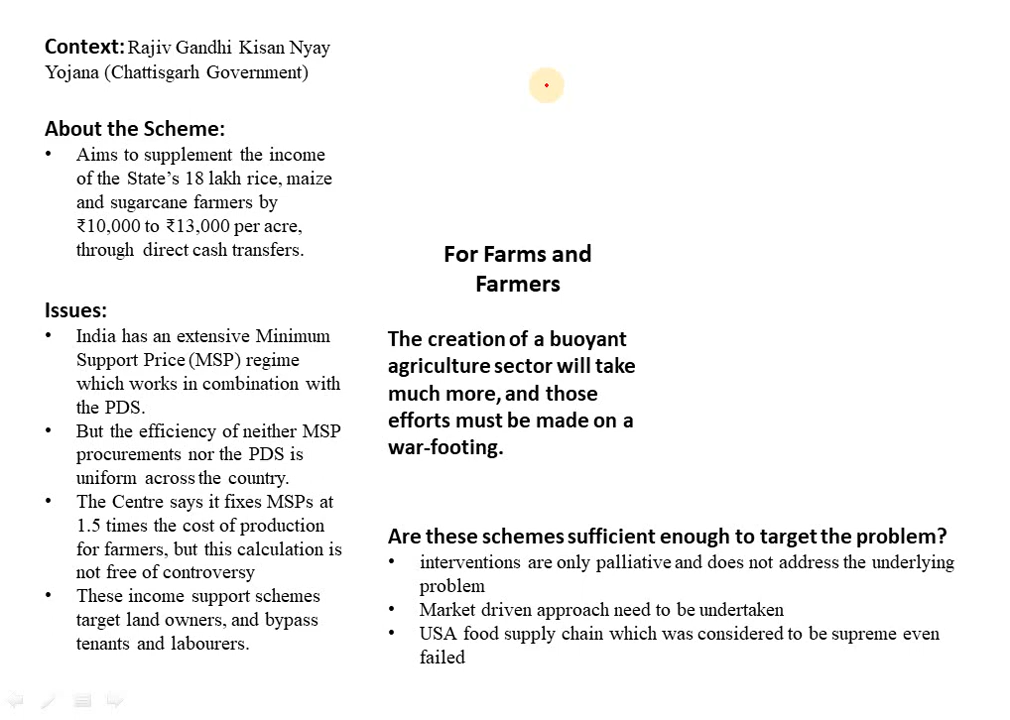 Context: Rajiv Gandhi Kisan Nyay
Yojana (Chattisgarh Government)
About the Scheme:
• Aims to supplement the income
of the State's 18 lakh rice, maize
and sugarcane farmers by
₹10,000 to ₹13,000 per acre,
through direct cash transfers.
Issues:
• India has an extensive Minimum
Support Price (MSP) regime
which works in combination with
the PDS.
• But the efficiency of neither MSP
procurements nor the PDS is
uniform across the country.
• The Centre says it fixes MSPs at
1.5 times the cost of production
for farmers, but this calculation is
not free of controversy
• These income support schemes
target land owners, and bypass
tenants and labourers.
For Farms and
Farmers
The creation of a buoyant
agriculture sector will take
much more, and those
efforts must be made on a
war-footing.
Are these schemes sufficient enough to target the problem?
• interventions are only palliative and does not address the underlying
problem
• Market driven approach need to be undertaken
• USA food supply chain which was considered to be supreme even
failed